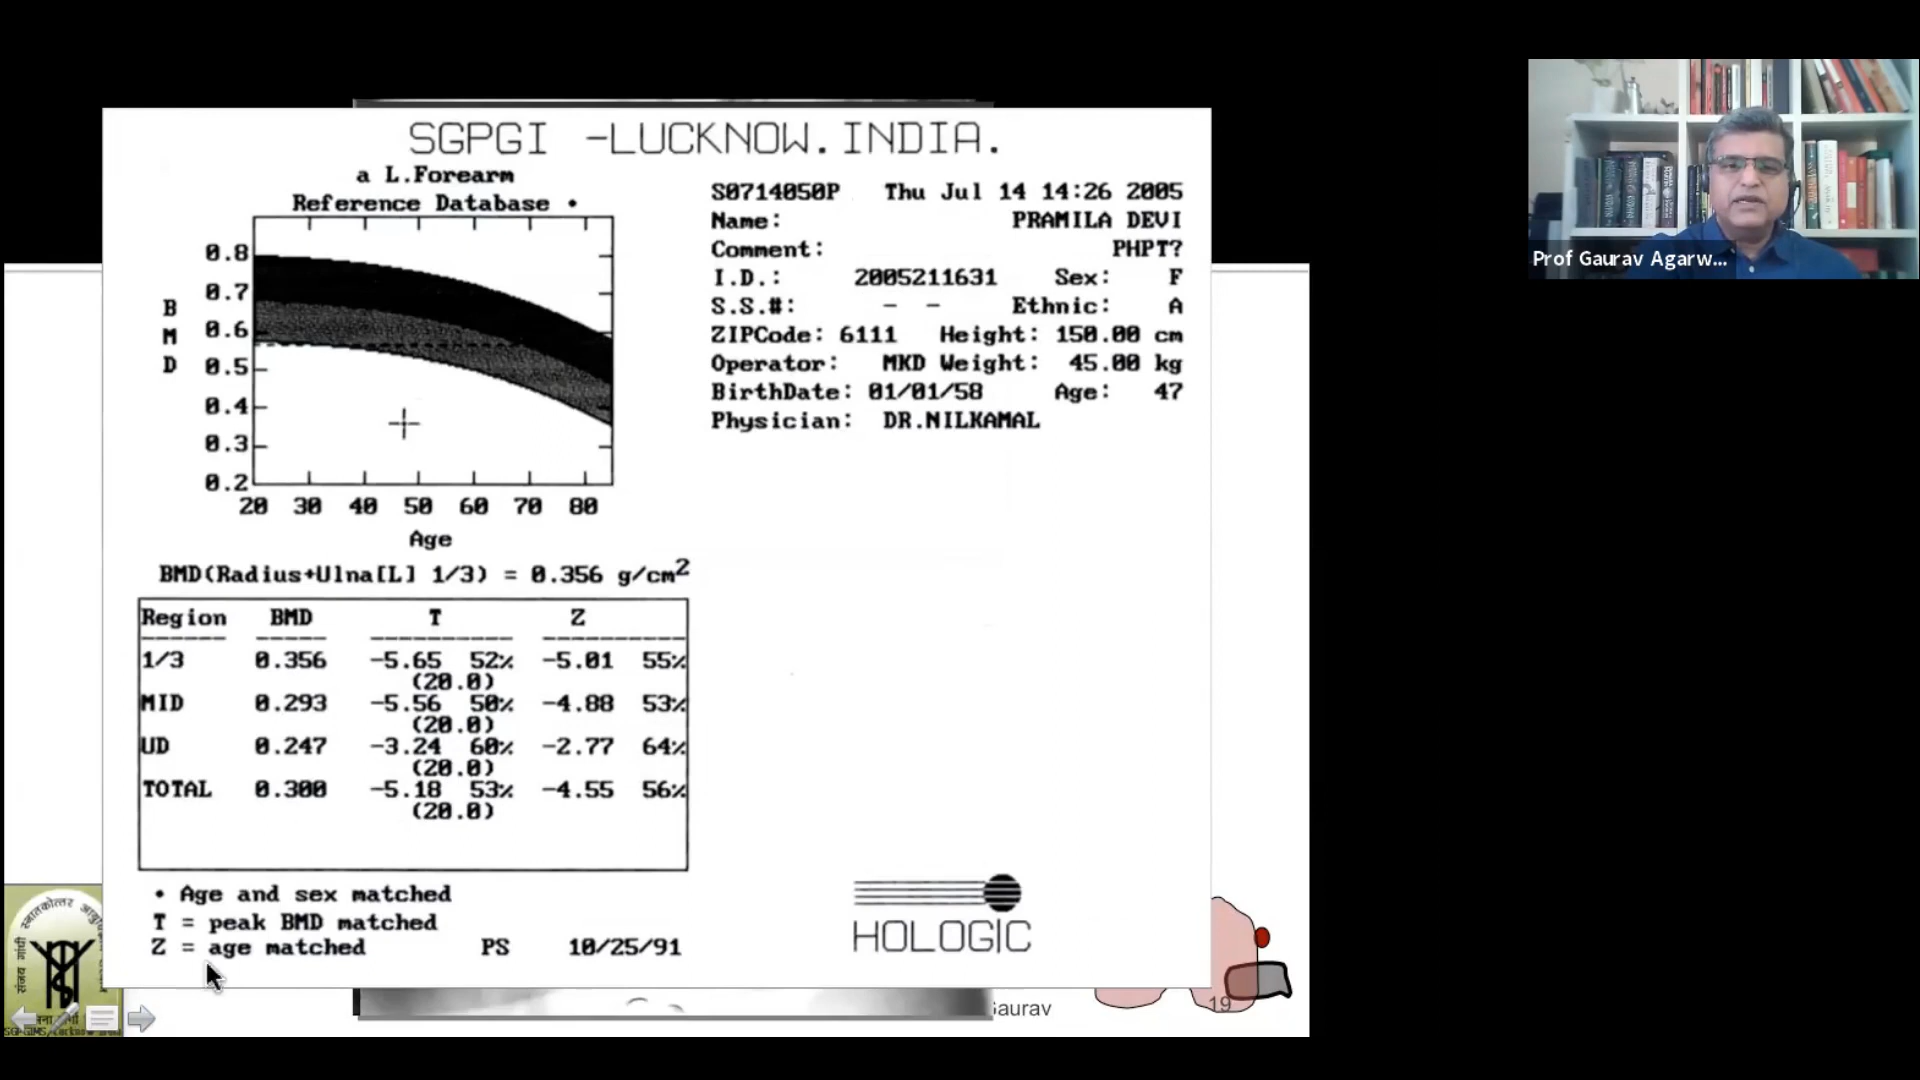 SGPGI -LUCKNOW.INDIA.
a L.Forearm
Reference Database •
0.8
0.7
0.6
0.5
0.4
0.3
0.2
B
M
D
20 30 40 50 60 70 80
Age
S0714050P Thu Jul 14 14:26 2005
Name: PRAMILA DEVI
Comment: PHPT?
I.D.: 2005211631 Sex: F
S.S.#: - - Ethnic: A
ZIPCode: 6111 Height: 150.00 cm
Operator: MKD Weight: 45.00 kg
BirthDate: 01/01/58 Age: 47
Physician: DR.NILKAMAL
BMD(Radius+Ulna[L] 1/3) = 0.356 g/cm2
Region BMD T Z
1/3 0.356 -5.65 52% -5.01 55%
(20.0)
MID 0.293 -5.56 50% -4.88 53%
(20.0)
UD 0.247 -3.24 60% -2.77 64%
(20.0)
TOTAL 0.300 -5.18 53% -4.55 56%
(20.0)
• Age and sex matched
T = peak BMD matched
Z = age matched PS 10/25/91
HOLOGIC
19
Prof Gaurav Agarw...